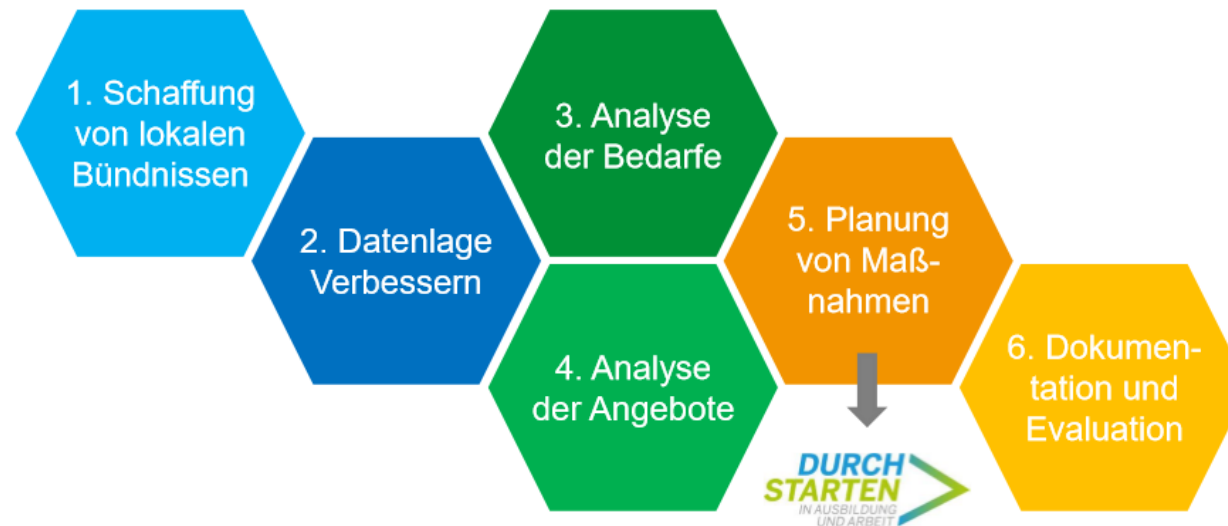 1. Schaffung
von lokalen
Bündnissen
2. Datenlage
Verbessern
3. Analyse
der Bedarfe
4. Analyse
der Angebote
5. Planung
von Maß-
nahmen
6. Dokumen-
tation und
Evaluation
DURCH
STARTEN
IN AUSBILDUNG
UND ARBEIT